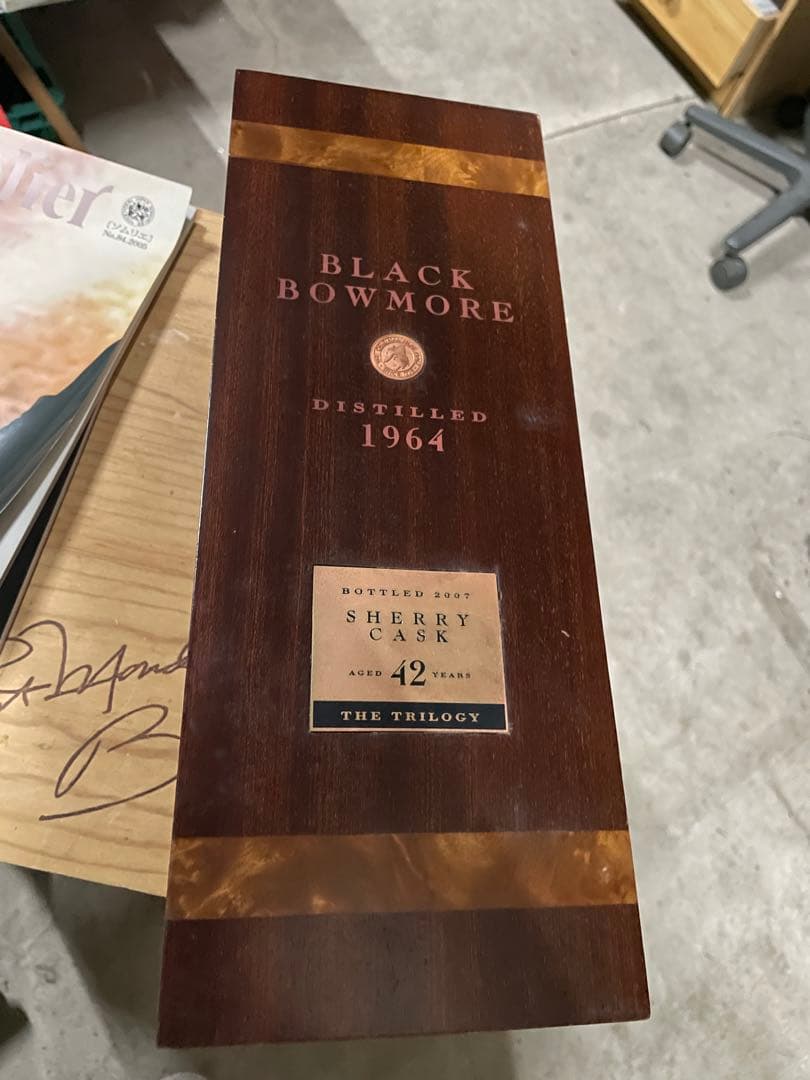 BLACK
BOWMORE
DISTILLED
1964
BOTTLED 2007
SHERRY
CASK
AGED 42 YEARS
THE TRILOGY
lier
[ソムリエ]
No.84.2005